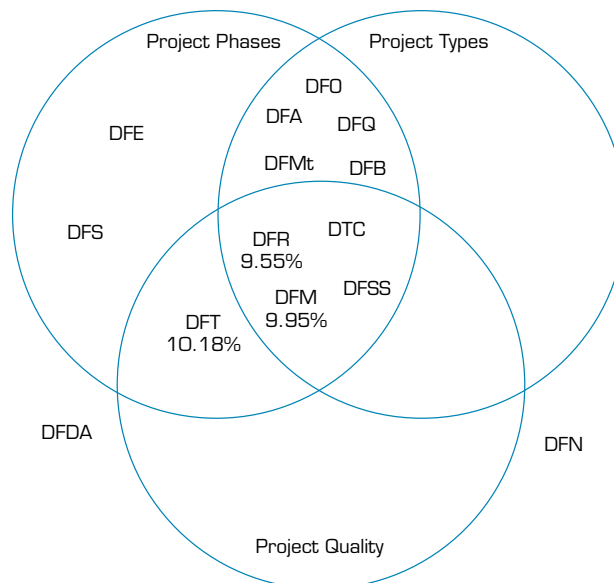 Project Phases
Project Types
DFO
DFA
DFQ
DFE
DFMt
DFB
DFS
DTC
DFR
9.55%
DFSS
DFM
9.95%
DFT
10.18%
DFDA
DFN
Project Quality